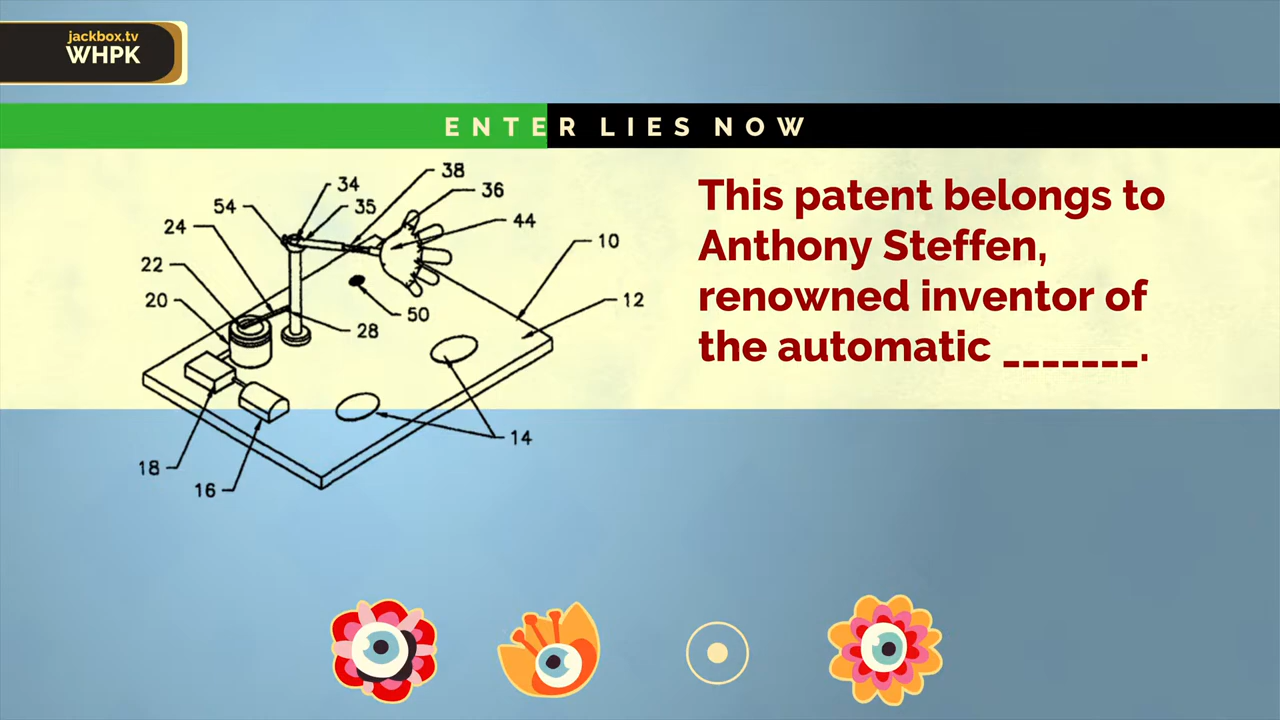 jackbox.tv
WHPK
ENTER LIES NOW
This patent belongs to
Anthony Steffen,
renowned inventor of
the automatic _______.
38
34
36
54
35
44
24
10
22
12
20
50
28
14
18
16